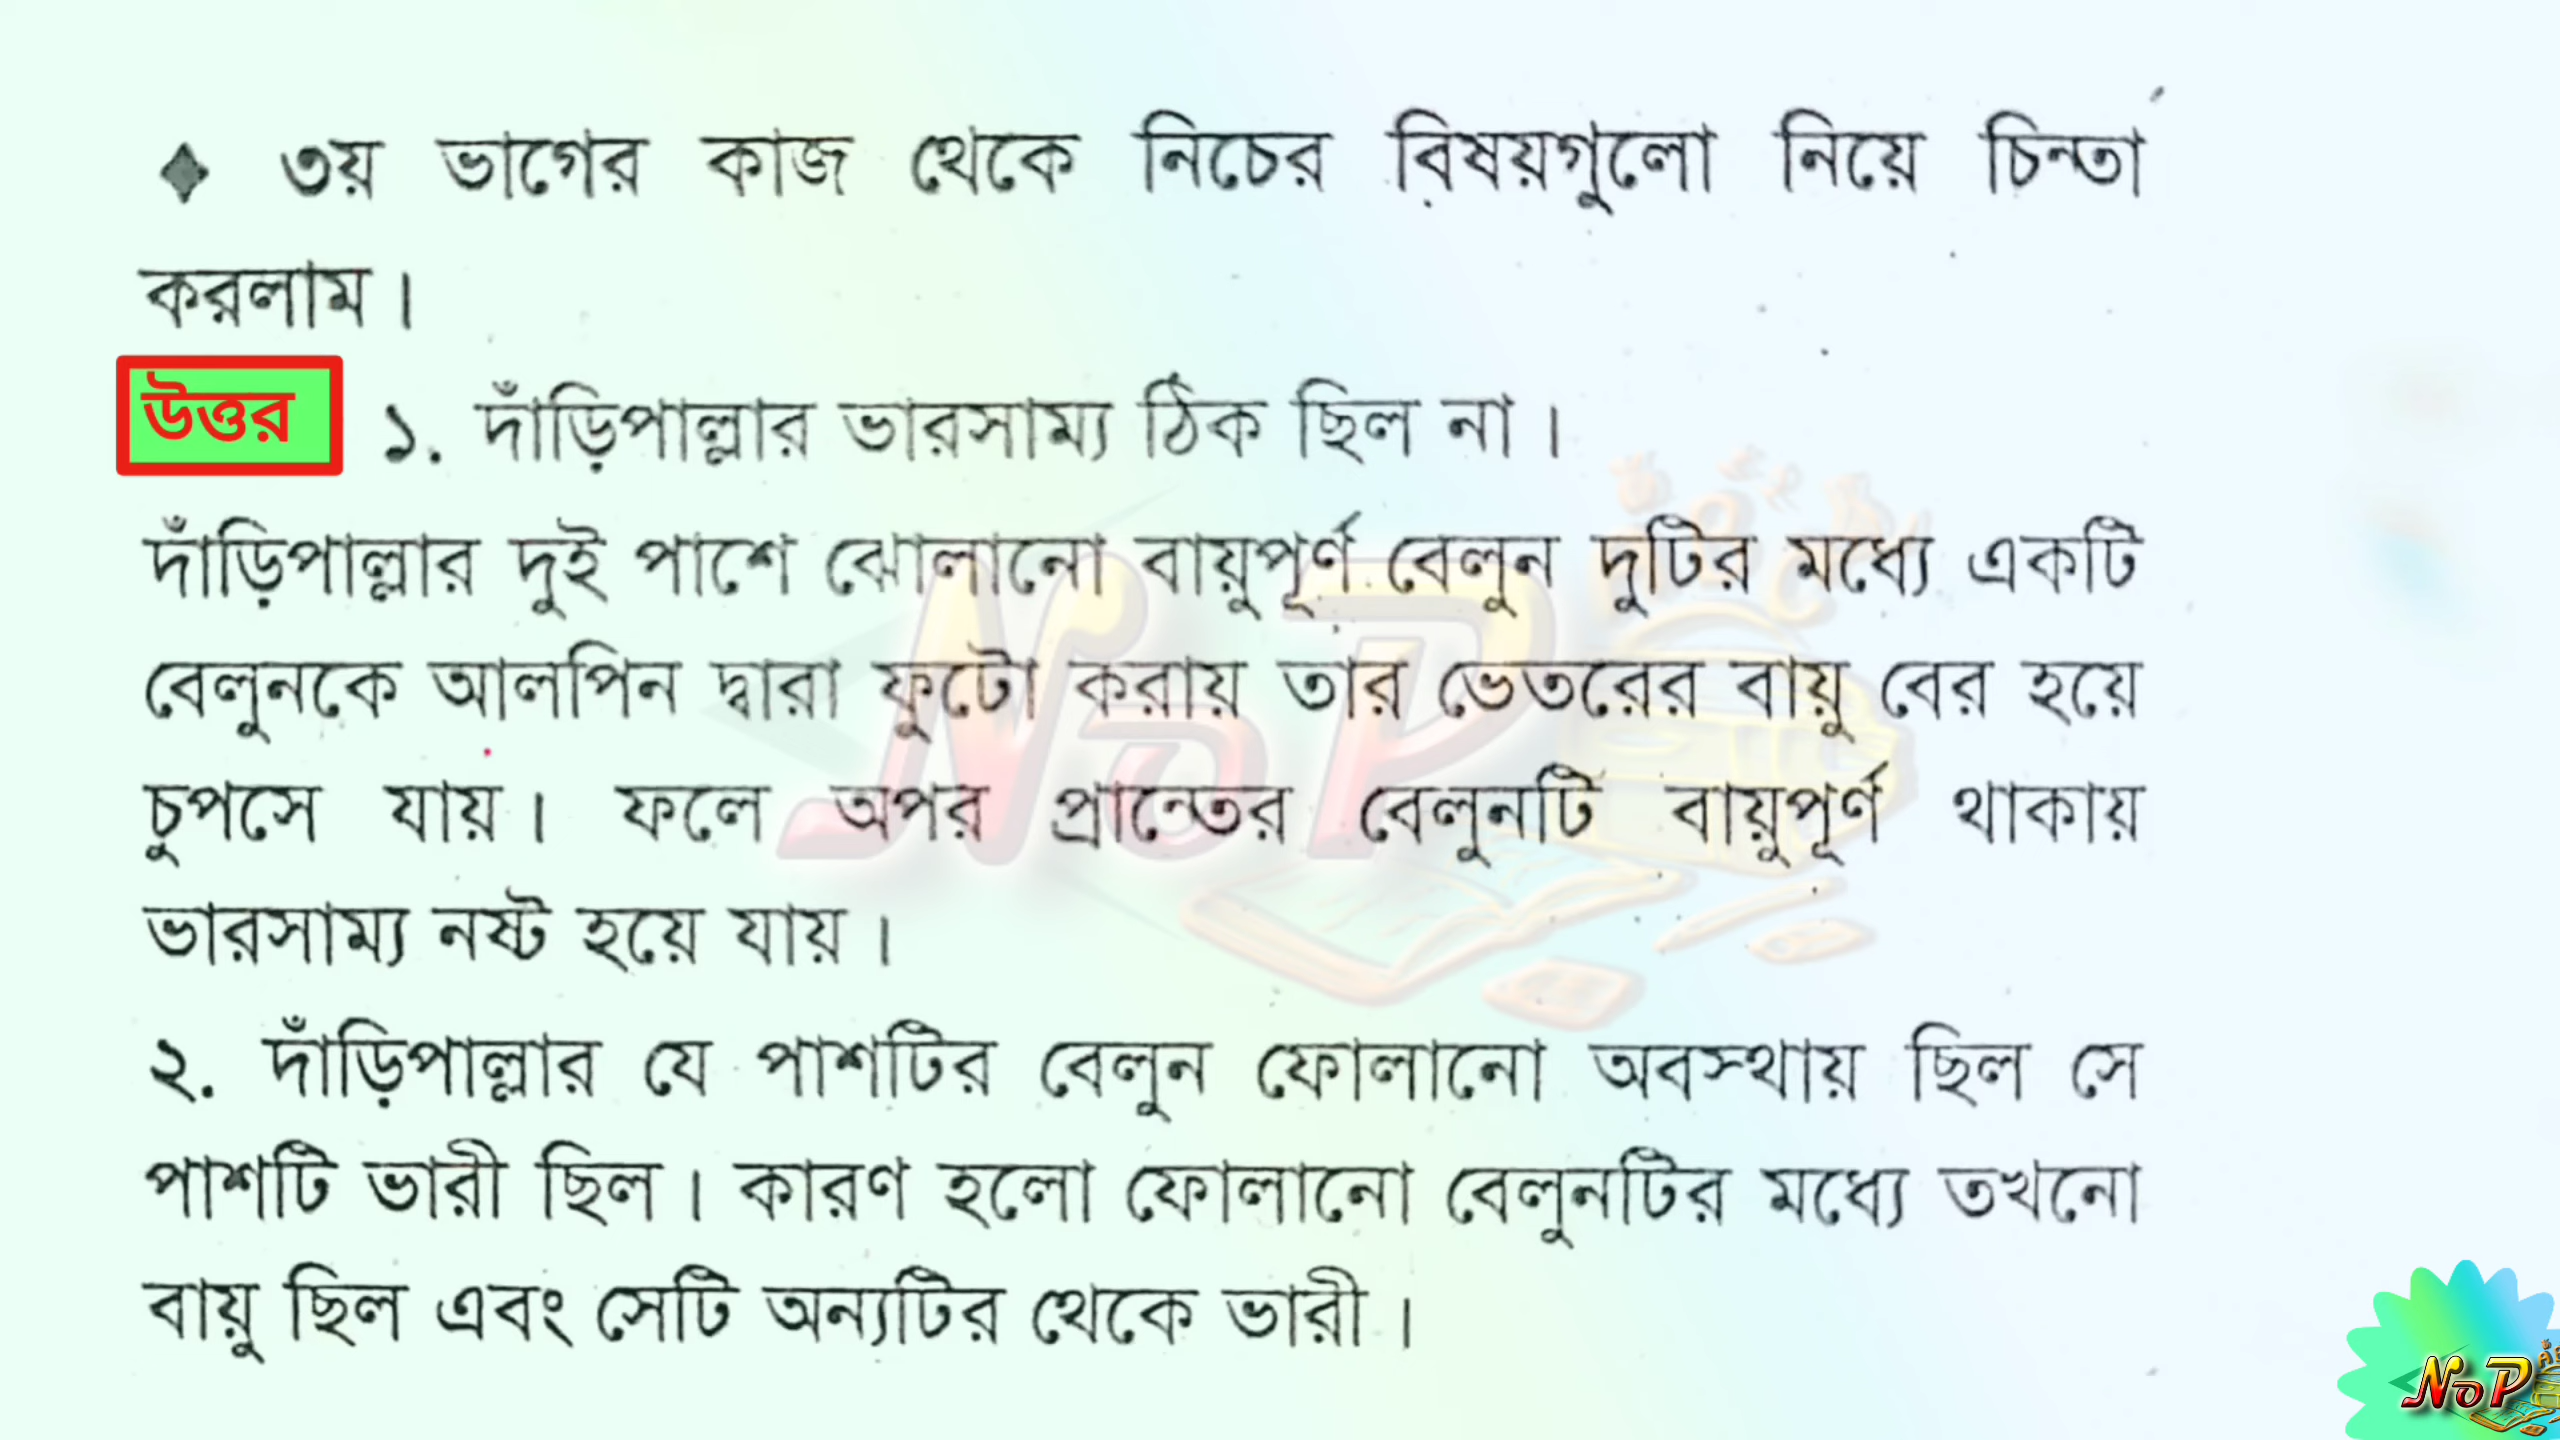 ◆ ৩য় ভাগের কাজ থেকে নিচের বিষয়গুলো নিয়ে চিন্তা
করলাম।
উত্তর ১. দাঁড়িপাল্লার ভারসাম্য ঠিক ছিল না।
দাঁড়িপাল্লার দুই পাশে ঝোলানো বায়ুপূর্ণ বেলুন দুটির মধ্যে একটি
বেলুনকে আলপিন দ্বারা ফুটো করায় তার ভেতরের বায়ু বের হয়ে
চুপসে যায়। ফলে অপর প্রান্তের বেলুনটি বায়ুপূর্ণ থাকায়
ভারসাম্য নষ্ট হয়ে যায়।
২. দাঁড়িপাল্লার যে পাশটির বেলুন ফোলানো অবস্থায় ছিল সে
পাশটি ভারী ছিল। কারণ হলো ফোলানো বেলুনটির মধ্যে তখনো
বায়ু ছিল এবং সেটি অন্যটির থেকে ভারী।
NOP
NOP